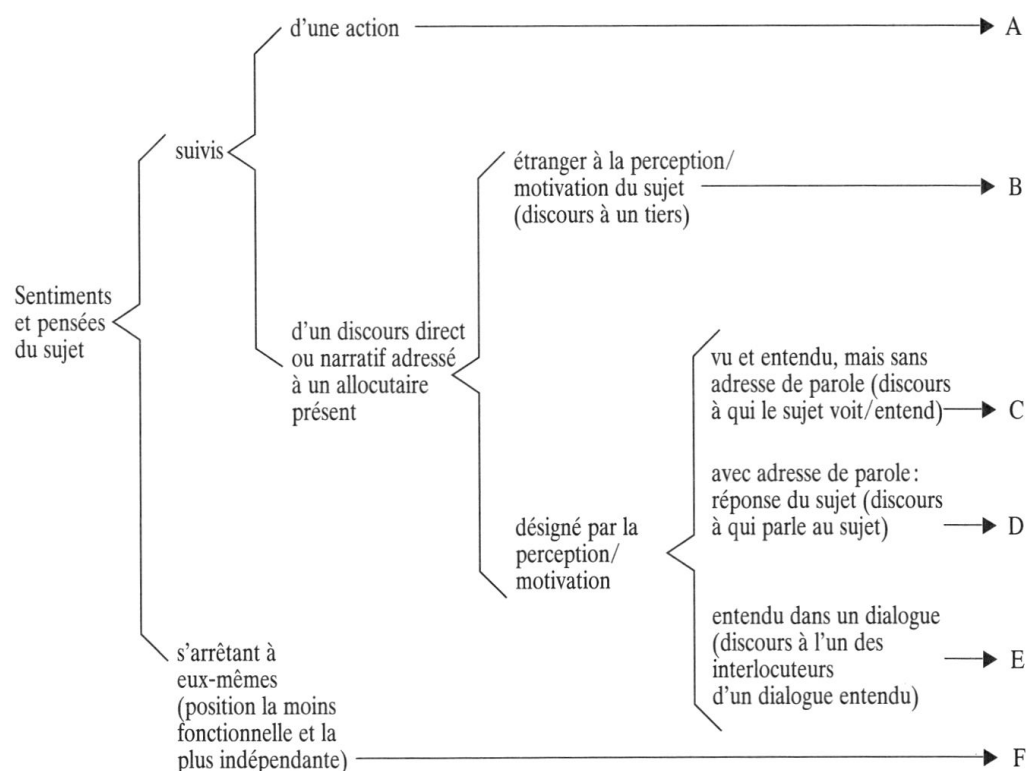 d'une action
A
suivis
étranger à la perception/
motivation du sujet
(discours à un tiers)
B
Sentiments
et pensées
du sujet
d'un discours direct
ou narratif adressé
à un allocutaire
présent
vu et entendu, mais sans
adresse de parole (discours
à qui le sujet voit/entend)
C
avec adresse de parole :
réponse du sujet (discours
à qui parle au sujet)
D
désigné par la
perception/
motivation
entendu dans un dialogue
(discours à l'un des
interlocuteurs
d'un dialogue entendu)
E
s'arrêtant à
eux-mêmes
(position la moins
fonctionnelle et la
plus indépendante)
F